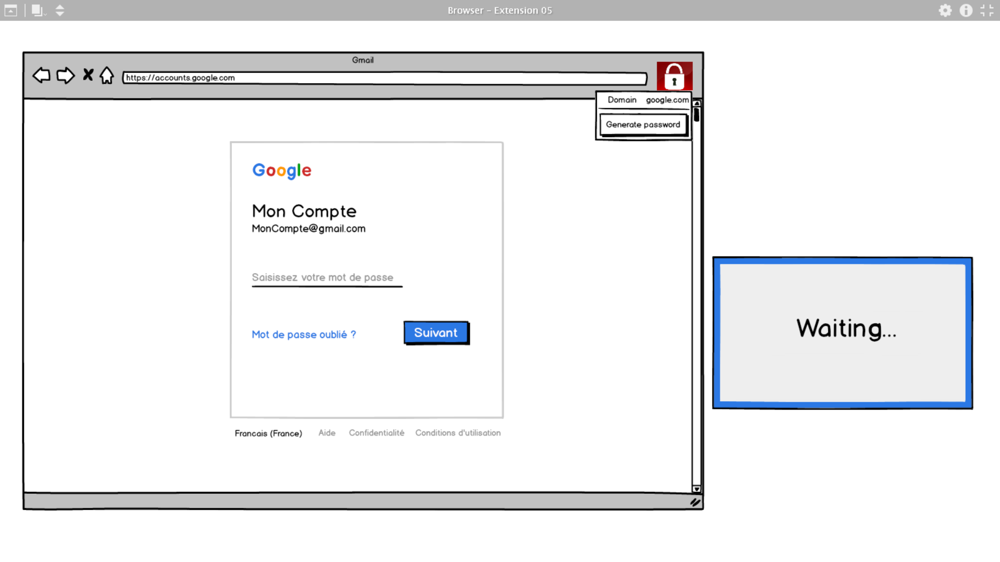 Browser - Extension 05
Gmail
https://accounts.google.com
Domain google.com
Generate password
Google
Mon Compte
MonCompte@gmail.com
Saisissez votre mot de passe
Mot de passe oublié ?
Suivant
Waiting...
Francais (France) Aide Confidentialité Conditions d'utilisation